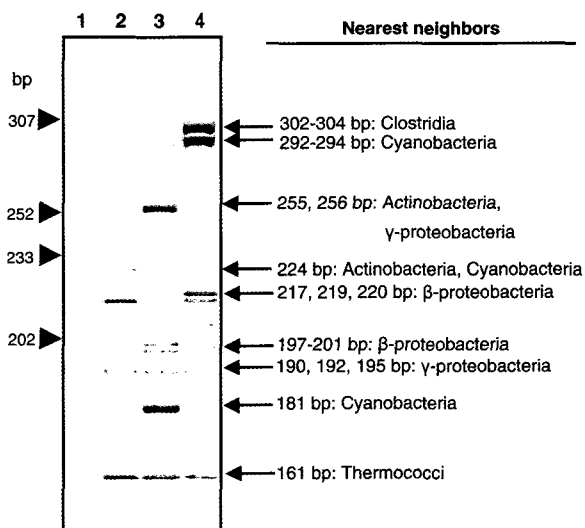 1 2 3 4
Nearest neighbors
bp
307
302-304 bp: Clostridia
292-294 bp: Cyanobacteria
252
255, 256 bp: Actinobacteria,
γ-proteobacteria
233
224 bp: Actinobacteria, Cyanobacteria
217, 219, 220 bp: β-proteobacteria
202
197-201 bp: β-proteobacteria
190, 192, 195 bp: γ-proteobacteria
181 bp: Cyanobacteria
161 bp: Thermococci